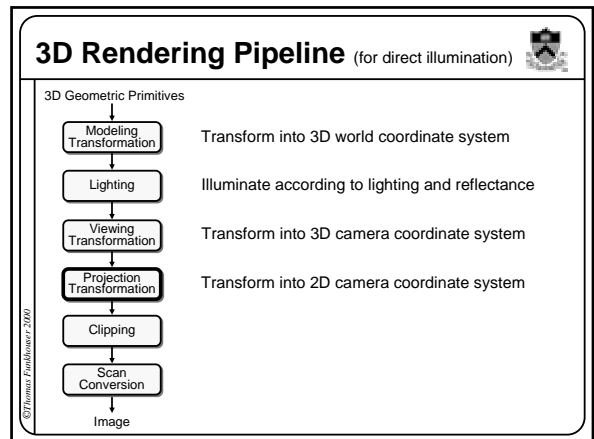 3D Rendering Pipeline (for direct illumination)
3D Geometric Primitives
Modeling
Transformation
Transform into 3D world coordinate system
Lighting
Illuminate according to lighting and reflectance
Viewing
Transformation
Transform into 3D camera coordinate system
Projection
Transformation
Transform into 2D camera coordinate system
Clipping
Scan
Conversion
Image
©Thomas Funkhouser 2000